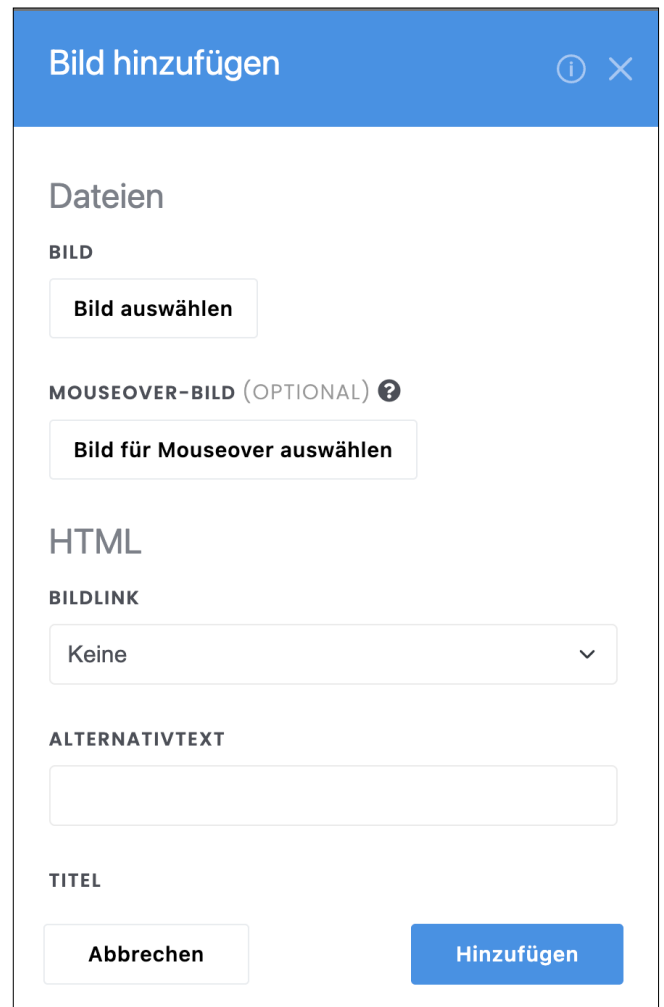 Bild hinzufügen
Dateien
BILD
Bild auswählen
MOUSEOVER-BILD (OPTIONAL)
Bild für Mouseover auswählen
HTML
BILDLINK
Keine
ALTERNATIVTEXT
TITEL
Abbrechen Hinzufügen